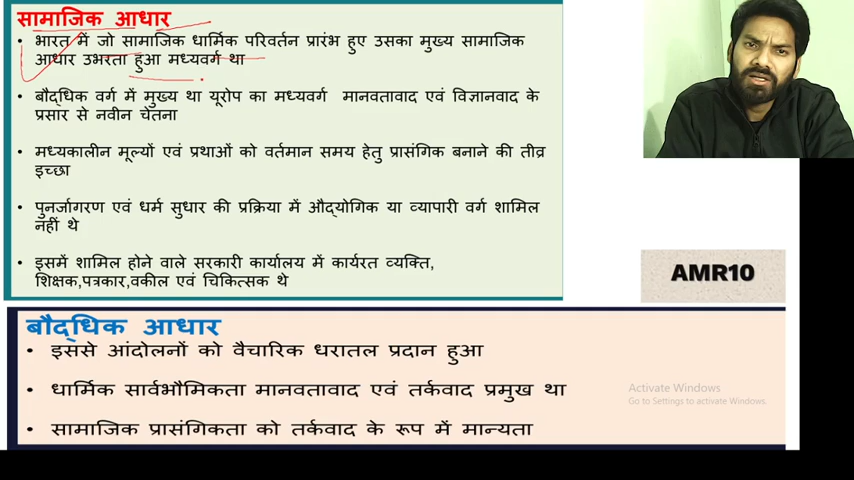 सामाजिक आधार
• भारत में जो सामाजिक धार्मिक परिवर्तन प्रारंभ हुए उसका मुख्य सामाजिक
आधार उभरता हुआ मध्यवर्ग था
• बौद्धिक वर्ग में मुख्य था यूरोप का मध्यवर्ग मानवतावाद एवं विज्ञानवाद के
प्रसार से नवीन चेतना
• मध्यकालीन मूल्यों एवं प्रथाओं को वर्तमान समय हेतु प्रासंगिक बनाने की तीव्र
इच्छा
• पुनर्जागरण एवं धर्म सुधार की प्रक्रिया में औद्योगिक या व्यापारी वर्ग शामिल
नहीं थे
• इसमें शामिल होने वाले सरकारी कार्यालय में कार्यरत व्यक्ति,
शिक्षक,पत्रकार,वकील एवं चिकित्सक थे
AMR10
बौद्धिक आधार
• इससे आंदोलनों को वैचारिक धरातल प्रदान हुआ
• धार्मिक सार्वभौमिकता मानवतावाद एवं तर्कवाद प्रमुख था
• सामाजिक प्रासंगिकता को तर्कवाद के रूप में मान्यता
Activate Windows
Go to Settings to activate Windows.